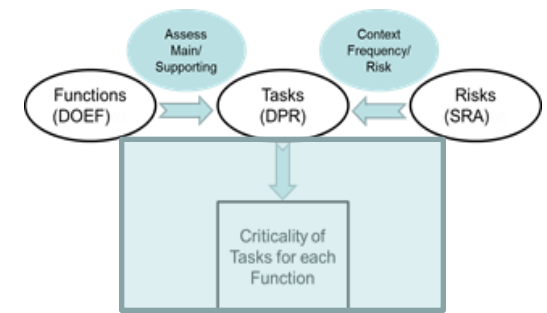 Assess
Main/
Supporting
Context
Frequency/
Risk
Functions
(DOEF)
Tasks
(DPR)
Risks
(SRA)
Criticality of
Tasks for each
Function